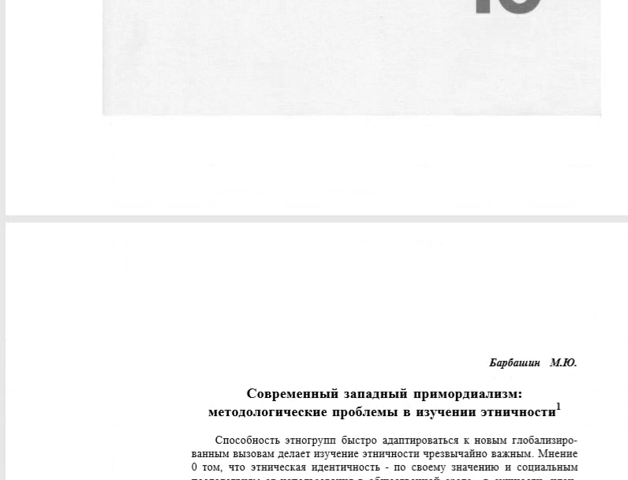 Барбашин М.Ю.
Современный западный примордиализм:
методологические проблемы в изучении этничности1
Способность этногрупп быстро адаптироваться к новым глобализиро-
ванным вызовам делает изучение этничности чрезвычайно важным. Мнение
0 том, что этническая идентичность - по своему значению и социальным